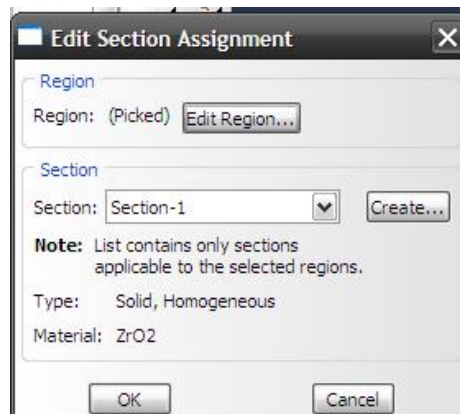 Edit Section Assignment
Region
Region: (Picked) Edit Region...
Section
Section: Section-1 Create...
Note: List contains only sections
applicable to the selected regions.
Type: Solid, Homogeneous
Material: ZrO2
OK Cancel